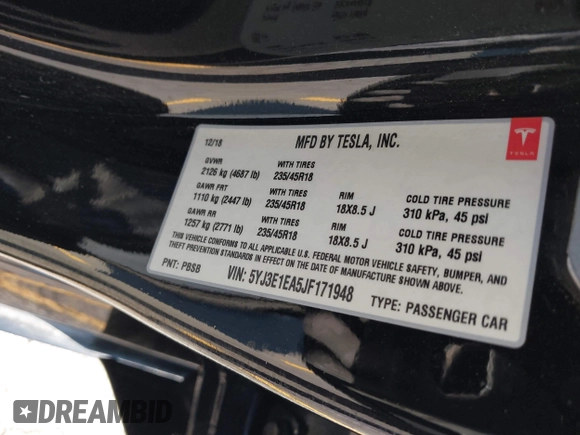 12/18 MFD BY TESLA, INC.
TESLA
GVWR WITH TIRES
2126 kg (4687 lb) 235/45R18
GAWR FRT WITH TIRES RIM COLD TIRE PRESSURE
1110 kg (2447 lb) 235/45R18 18X8.5 J 310 kPa, 45 psi
GAWR RR WITH TIRES RIM COLD TIRE PRESSURE
1257 kg (2771 lb) 235/45R18 18X8.5 J 310 kPa, 45 psi
THIS VEHICLE CONFORMS TO ALL APPLICABLE U.S. FEDERAL MOTOR VEHICLE SAFETY, BUMPER, AND
THEFT PREVENTION STANDARDS IN EFFECT ON THE DATE OF MANUFACTURE SHOWN ABOVE.
PNT: PBSB VIN: 5YJ3E1EA5JF171948 TYPE: PASSENGER CAR
DREAMBID